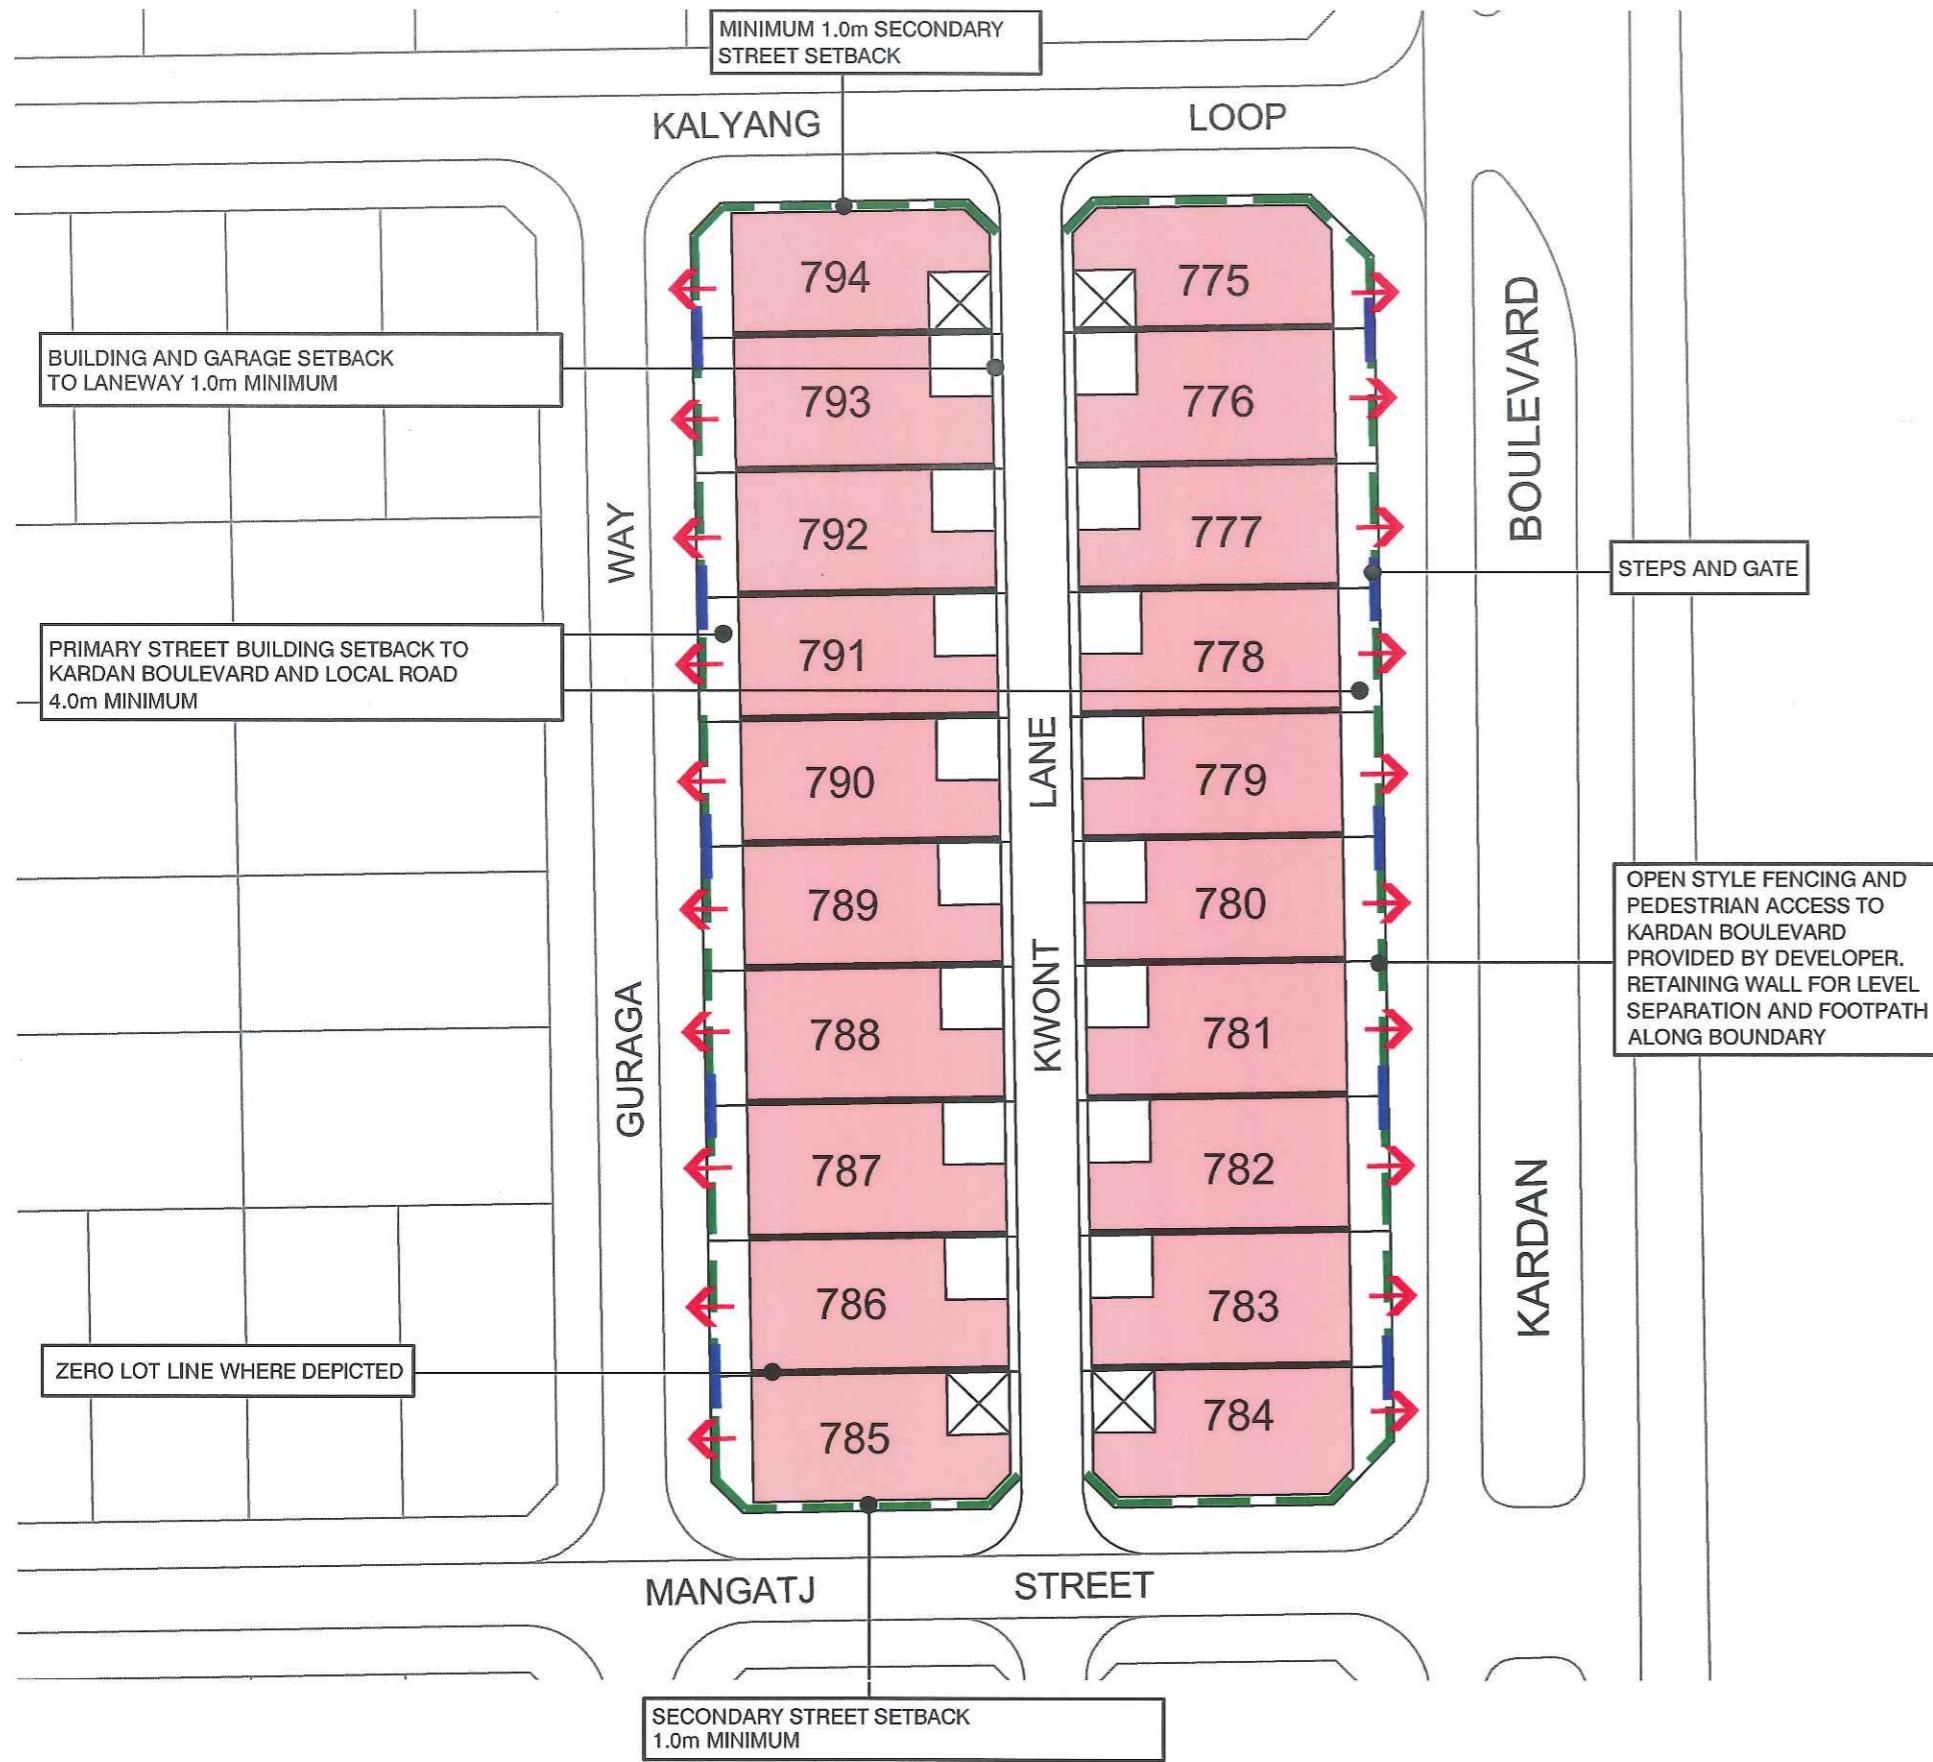 MINIMUM 1.0m SECONDARY
STREET SETBACK
KALYANG LOOP
794
775
BUILDING AND GARAGE SETBACK
TO LANEWAY 1.0m MINIMUM
793
776
BOULEVARD
WAY
792
777
STEPS AND GATE
PRIMARY STREET BUILDING SETBACK TO
KARDAN BOULEVARD AND LOCAL ROAD
4.0m MINIMUM
791
778
LANE
790
779
789
780
OPEN STYLE FENCING AND
PEDESTRIAN ACCESS TO
KARDAN BOULEVARD
PROVIDED BY DEVELOPER.
RETAINING WALL FOR LEVEL
SEPARATION AND FOOTPATH
ALONG BOUNDARY
GURAGA
KWONT
788
781
787
782
KARDAN
786
783
ZERO LOT LINE WHERE DEPICTED
785
784
MANGATJ STREET
SECONDARY STREET SETBACK
1.0m MINIMUM